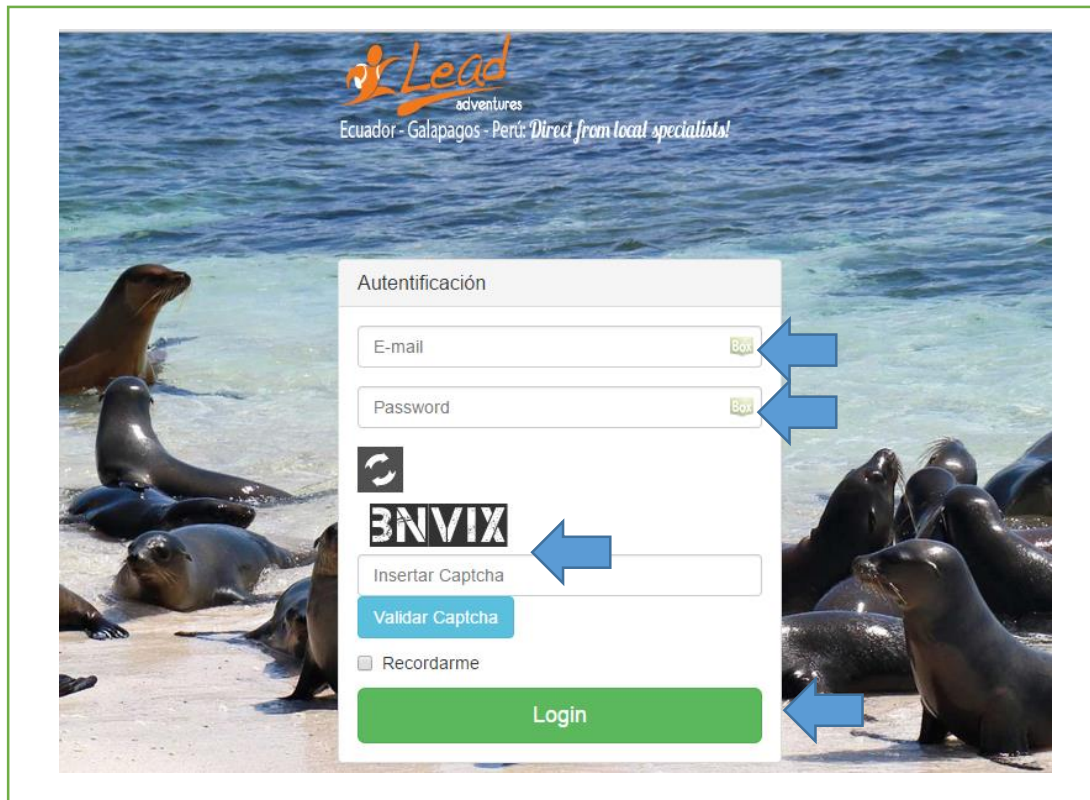 Lead
adventures
Ecuador - Galapagos - Perú: Direct from local specialists!
Autentificación
E-mail
Box
Password
Box
3NVIX
Insertar Captcha
Validar Captcha
Recordarme
Login